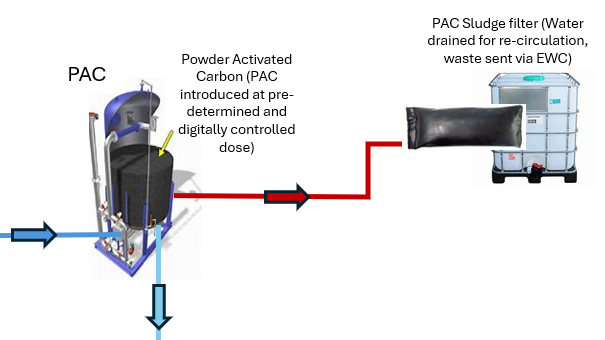 PAC
Powder Activated
Carbon (PAC
introduced at pre-
determined and
digitally controlled
dose)
PAC Sludge filter (Water
drained for re-circulation,
waste sent via EWC)